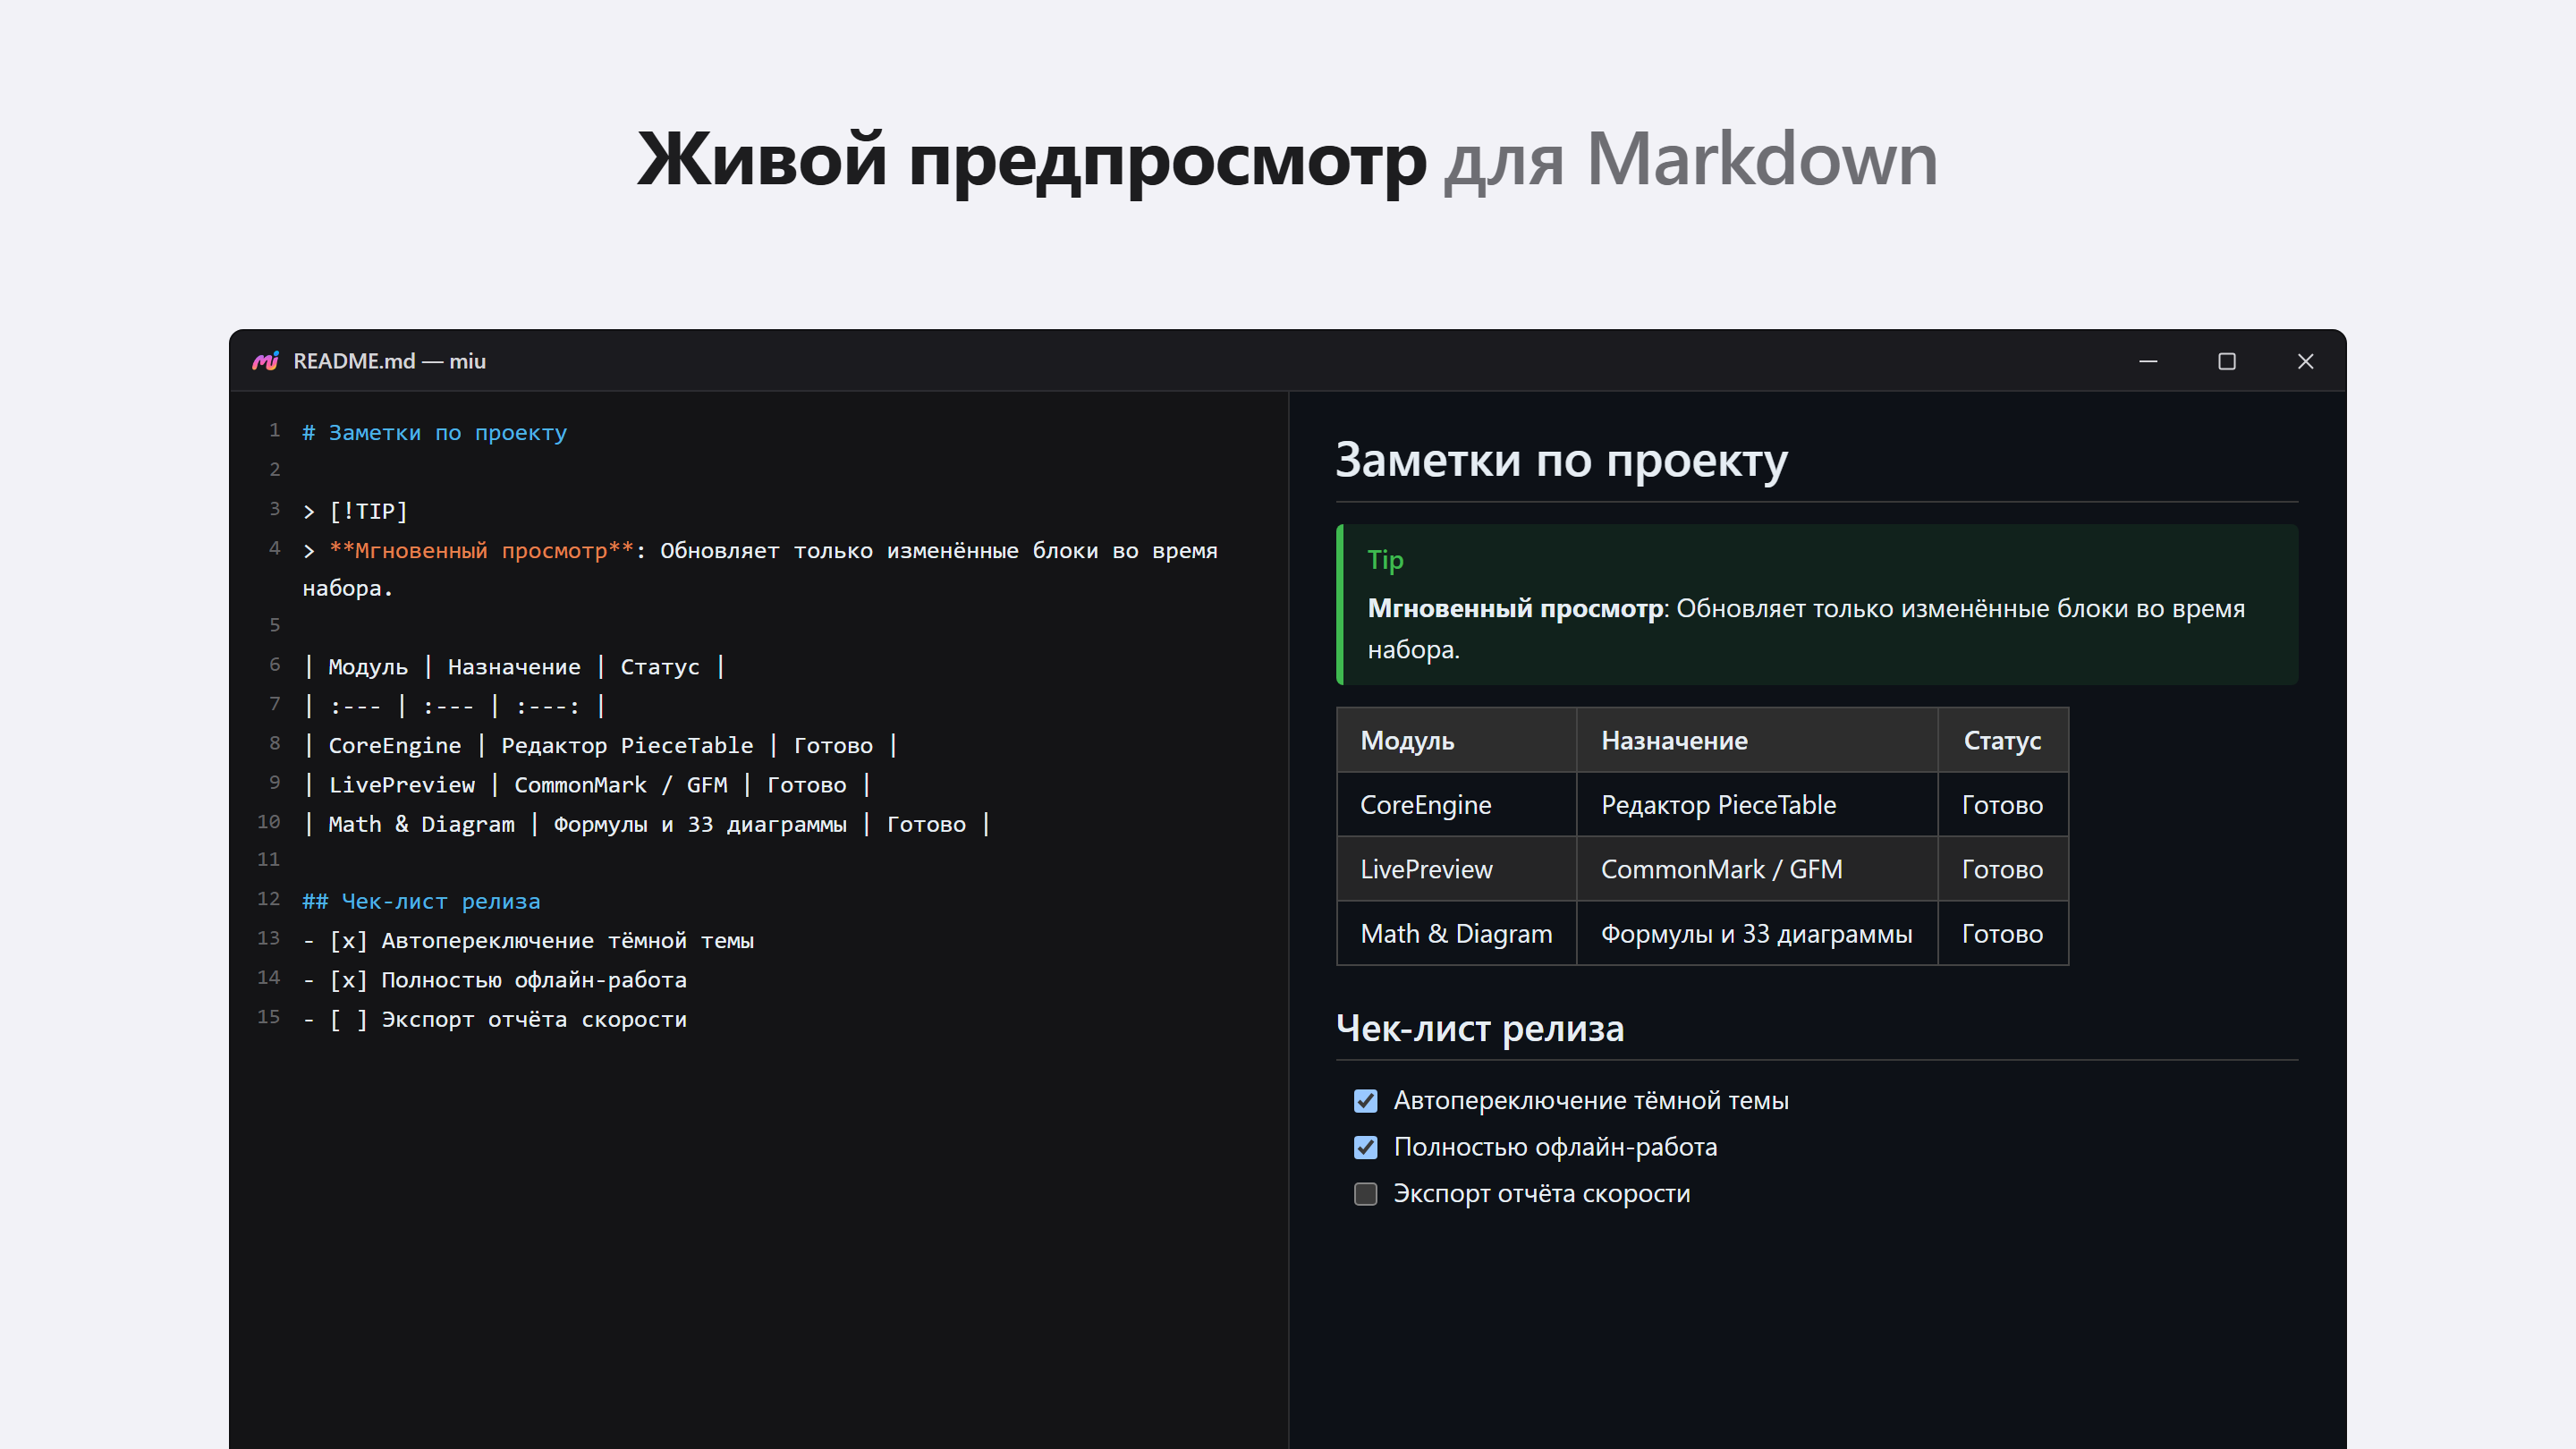 Живой предпросмотр для Markdown
README.md — miu
1 # Заметки по проекту
2
3 > [!TIP]
4 > **Мгновенный просмотр**: Обновляет только изменённые блоки во время
набора.
5
6 | Модуль | Назначение | Статус |
7 | :--- | :--- | :---: |
8 | CoreEngine | Редактор PieceTable | Готово |
9 | LivePreview | CommonMark / GFM | Готово |
10 | Math & Diagram | Формулы и 33 диаграммы | Готово |
11
12 ## Чек-лист релиза
13 - [x] Автопереключение тёмной темы
14 - [x] Полностью офлайн-работа
15 - [ ] Экспорт отчёта скорости
Заметки по проекту
Tip
Мгновенный просмотр: Обновляет только изменённые блоки во время
набора.
Модуль Назначение Статус
CoreEngine Редактор PieceTable Готово
LivePreview CommonMark / GFM Готово
Math & Diagram Формулы и 33 диаграммы Готово
Чек-лист релиза
Автопереключение тёмной темы
Полностью офлайн-работа
Экспорт отчёта скорости